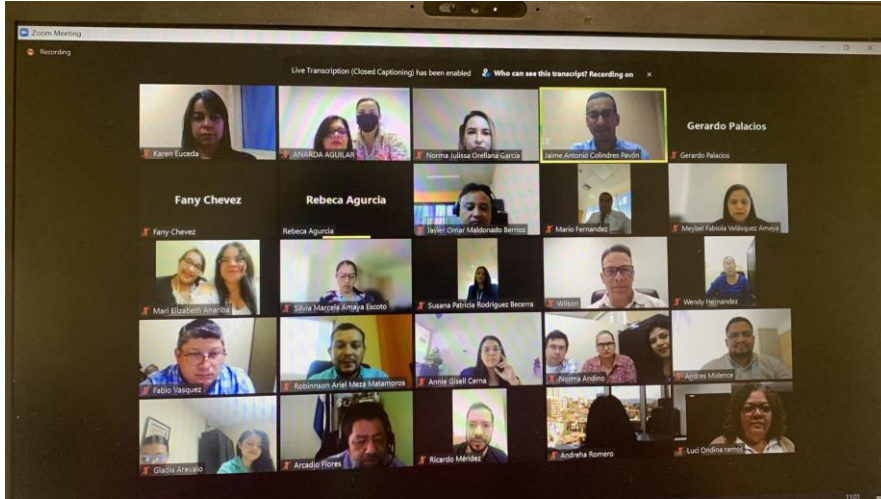 Zoom Meeting
Recording
Live Transcription (Closed Captioning) has been enabled
Who can see this transcript? Recording on
Karen Euceda
ANARDA AGUILAR
Norma Julissa Orellana Garcia
Jaime Antonio Colindres Pavón
Gerardo Palacios
Gerardo Palacios
Fany Chevez
Fany Chevez
Rebeca Agurcia
Rebeca Agurcia
Javier Omar Maldonado Berrios
Mario Fernandez
Meybel Fabiola Velásquez Amaya
Mari Elizabeth Anariba
Silvia Marcela Amaya Escoto
Susana Patricia Rodriguez Becerra
Wilson
Wendy Hernandez
Fabio Vasquez
Robinnson Ariel Meza Matamoros
Annie Gisell Cerna
Norma Andino
Andres Midence
Gladis Arevalo
Arcadio Flores
Ricardo Méndez
Andreha Romero
Luci Ondina ramos